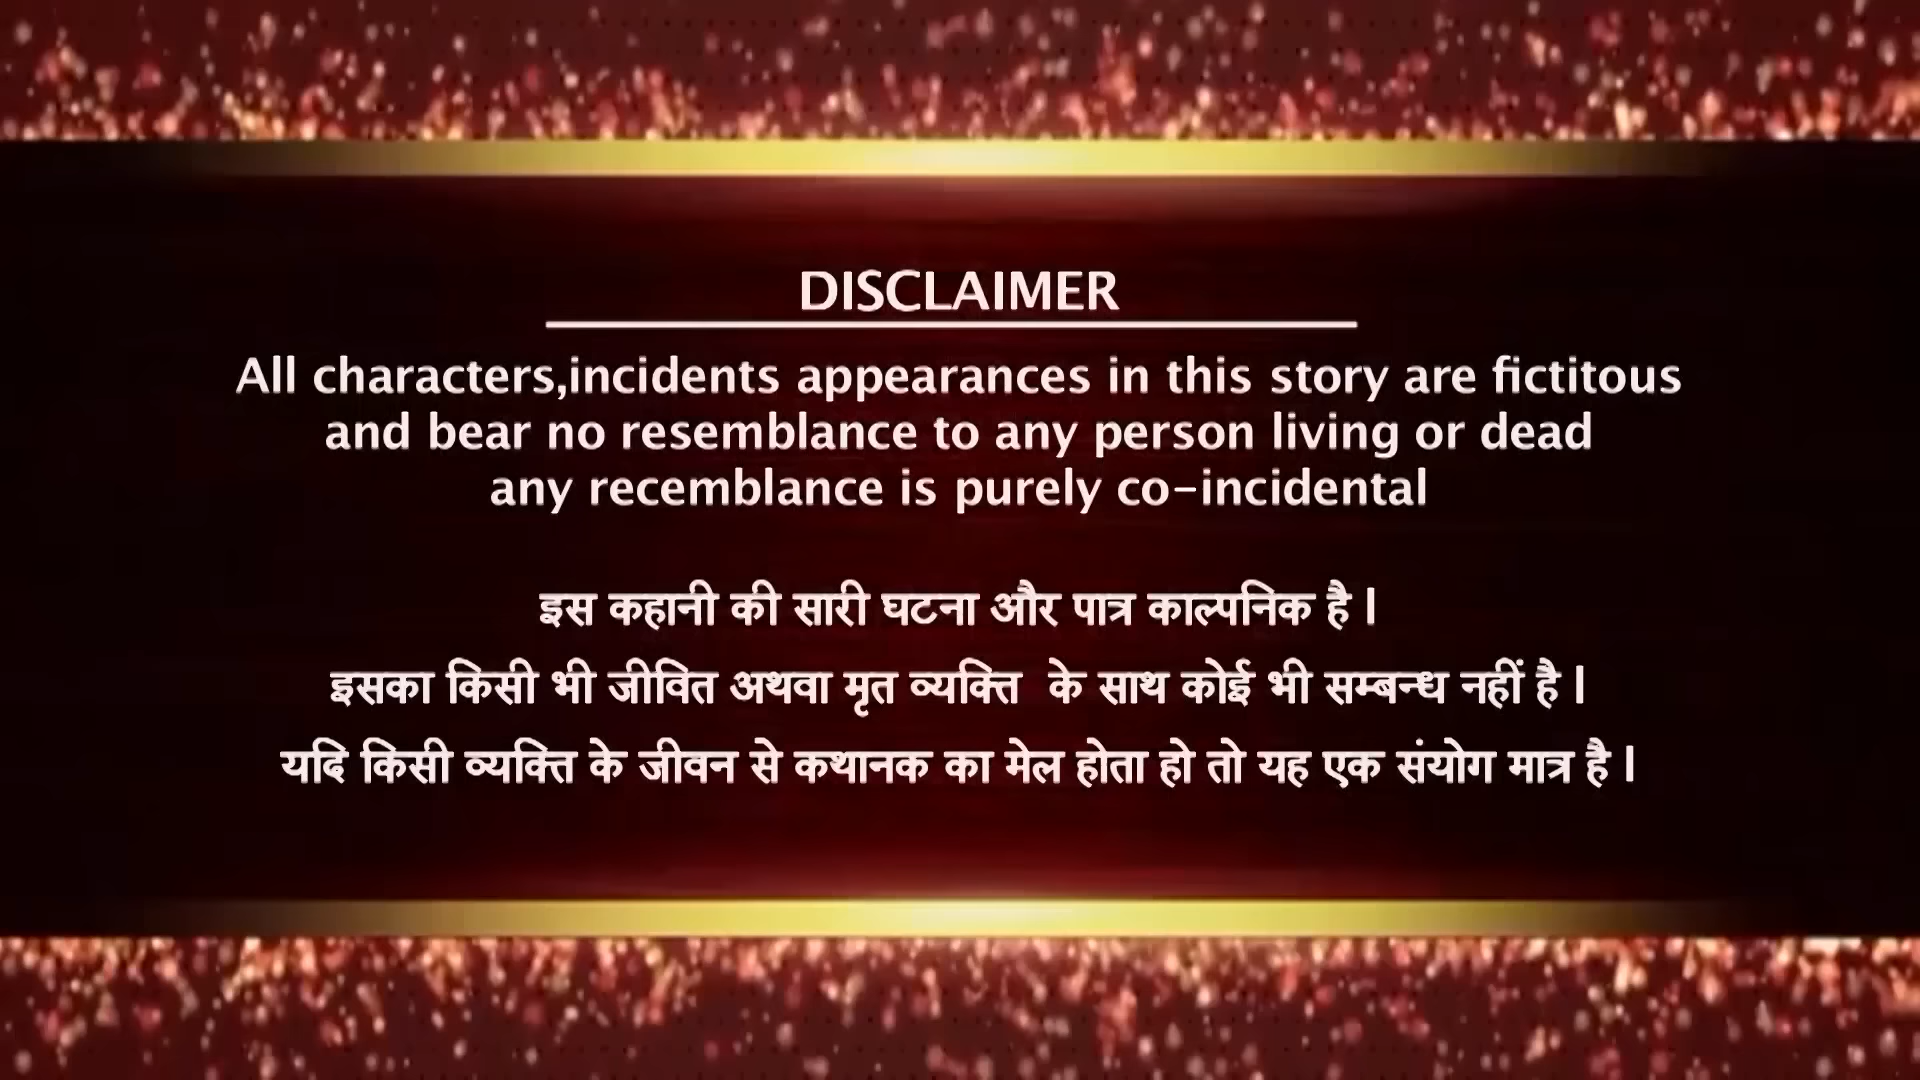 DISCLAIMER
All characters,incidents appearances in this story are fictitous
and bear no resemblance to any person living or dead
any recemblance is purely co-incidental
इस कहानी की सारी घटना और पात्र काल्पनिक है ।
इसका किसी भी जीवित अथवा मृत व्यक्ति के साथ कोई भी सम्बन्ध नहीं है ।
यदि किसी व्यक्ति के जीवन से कथानक का मेल होता हो तो यह एक संयोग मात्र है ।